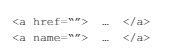 <a href=“”> … </a>
<a name=“”> … </a>